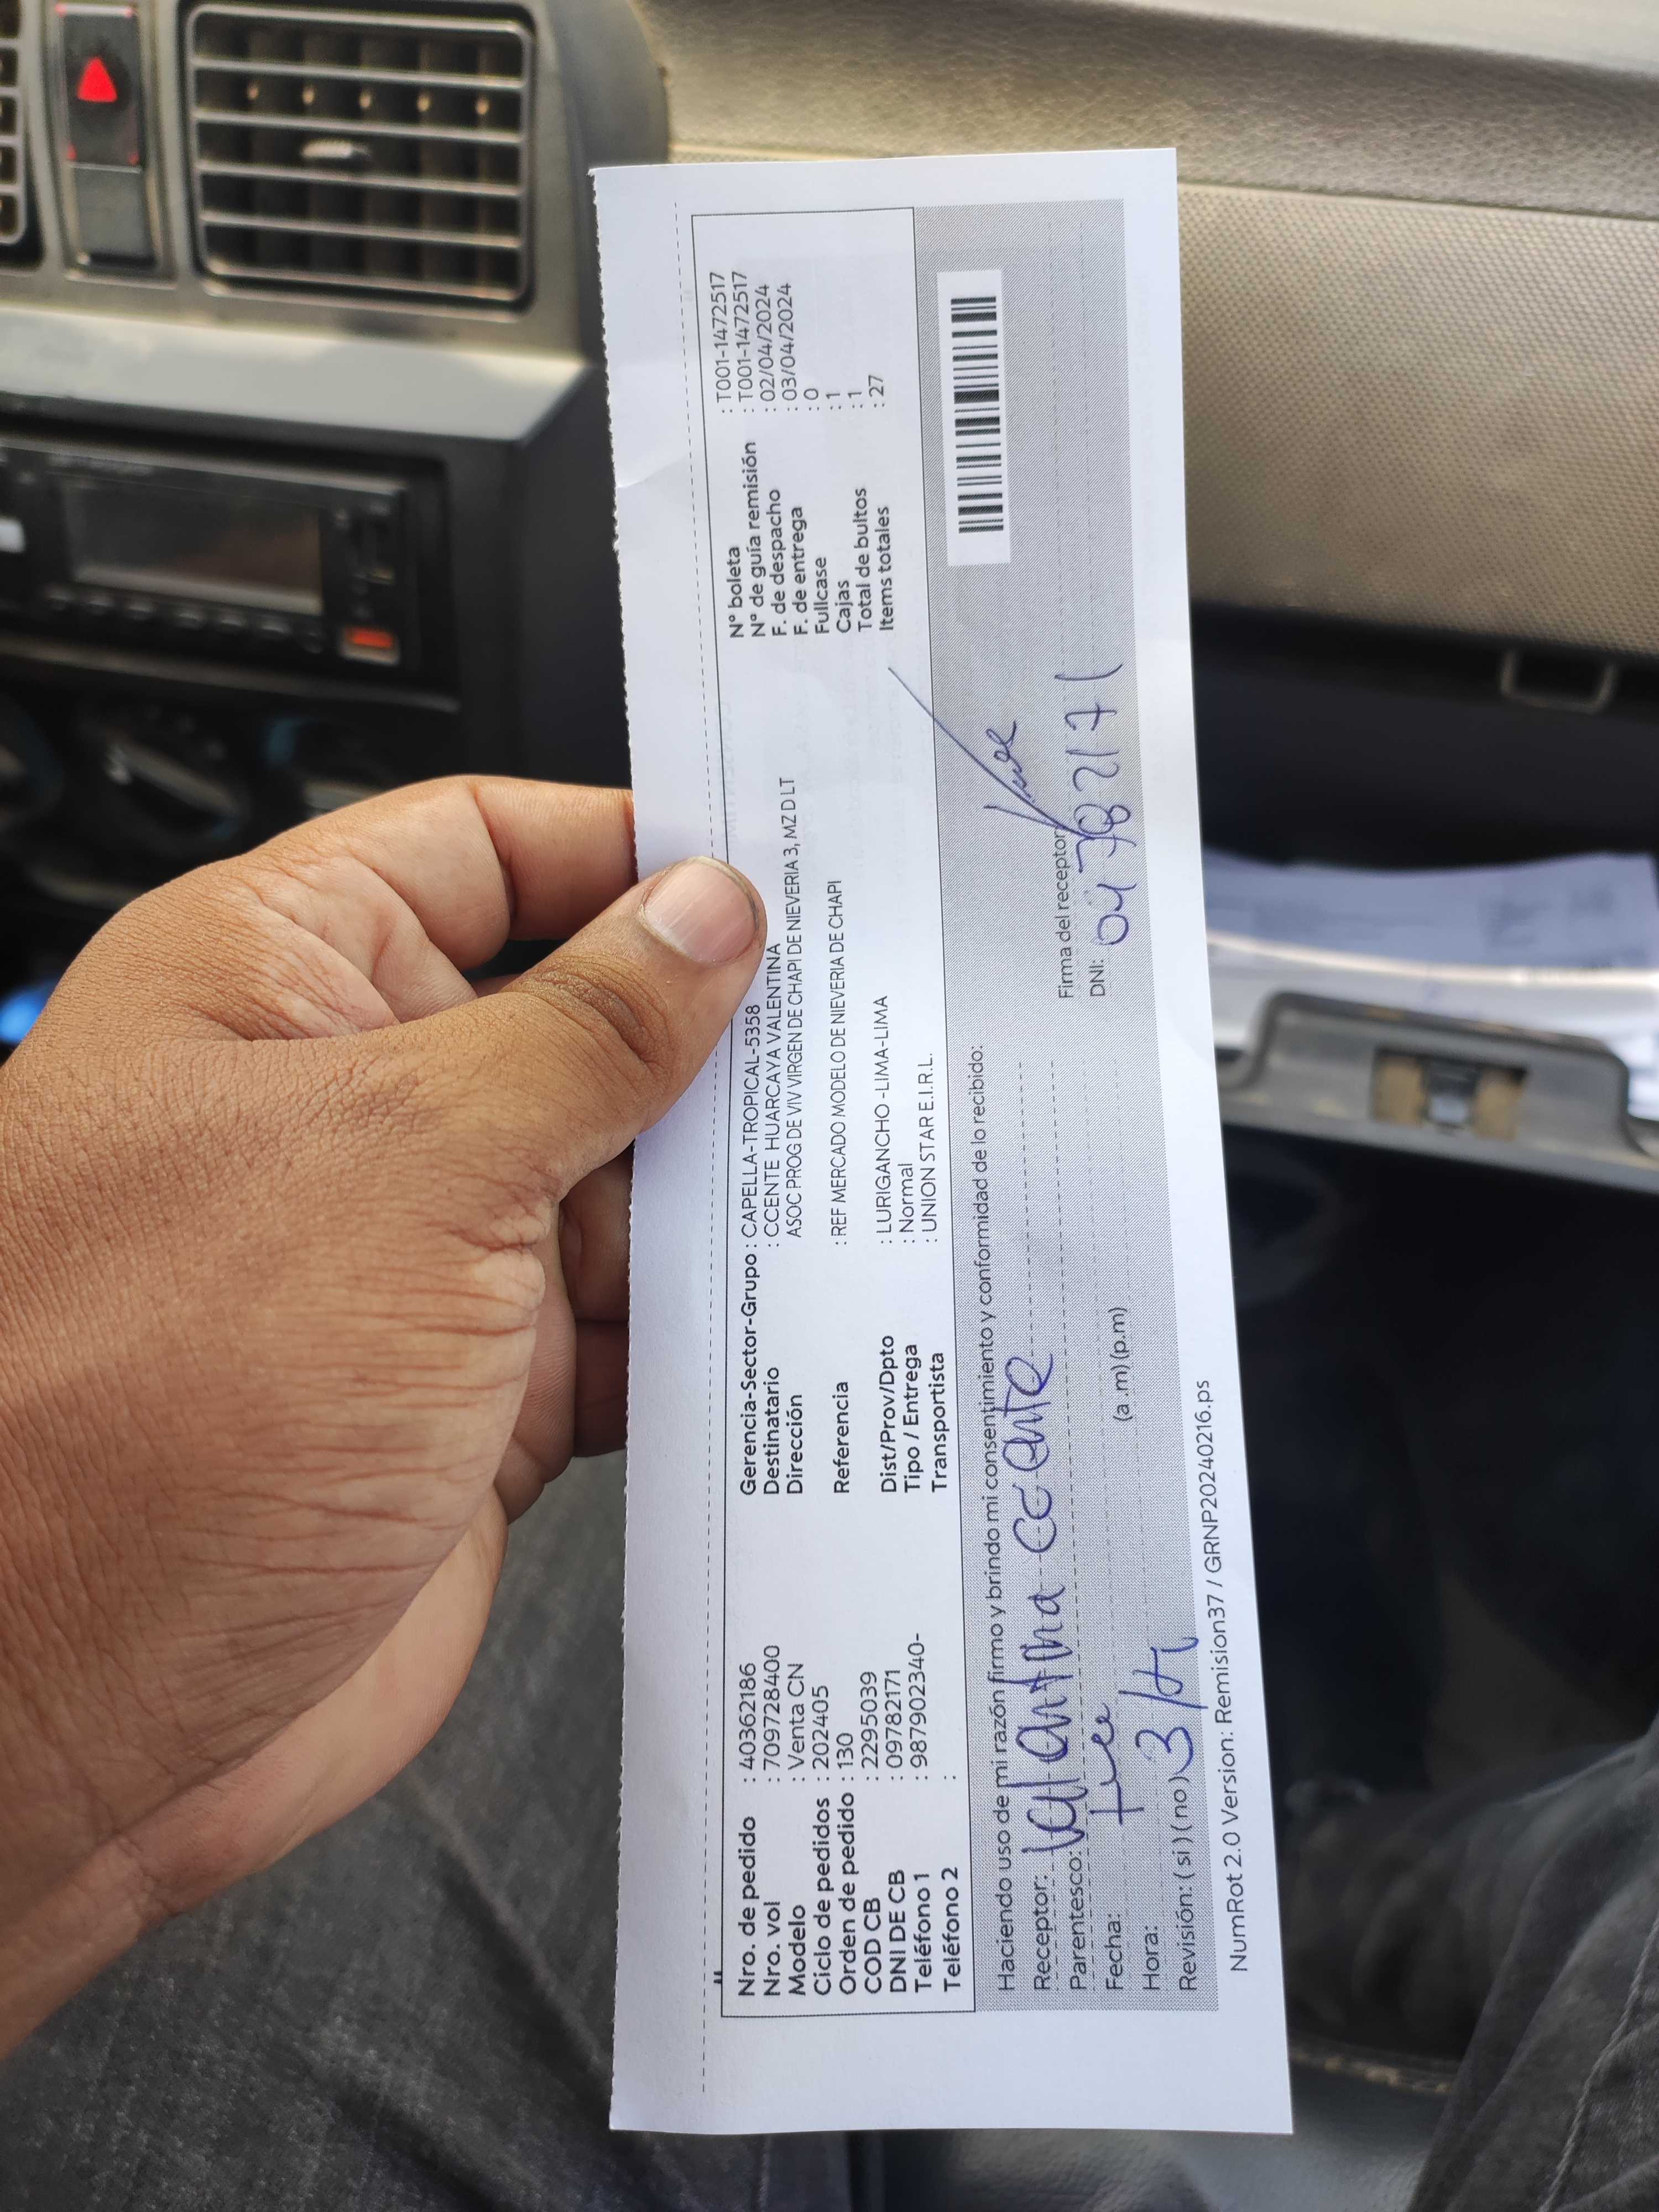 Nro. de pedido : 40362186
Nro. vol : 709728400
Modelo : Venta CN
Ciclo de pedidos : 202405
Orden de pedido : 130
COD CB : 2295039
DNI DE CB : 09782171
Teléfono 1 : 987902340-
Teléfono 2 :
Gerencia-Sector-Grupo : CAPELLA-TROPICAL-5358
Destinatario : CCENTE HUARCAYA VALENTINA
Dirección ASOC PROG DE VIV VIRGEN DE CHAPI DE NIEVERIA 3, MZ D LT
Referencia : REF MERCADO MODELO DE NIEVERIA DE CHAPI
Dist/Prov/Dpto : LURIGANCHO -LIMA-LIMA
Tipo / Entrega : Normal
Transportista : UNION STAR E.I.R.L.
N° boleta : T001-1472517
N° de guía remisión : T001-1472517
F. de despacho : 02/04/2024
F. de entrega : 03/04/2024
Fullcase : 0
Cajas : 1
Total de bultos : 1
Items totales : 27
Haciendo uso de mi razón firmo y brindo mi consentimiento y conformidad de lo recibido:
Receptor: Valentina ccente
Parentesco:
Fecha:
Hora: (a .m) (p.m)
Revisión: ( si ) ( no )
Firma del receptor
DNI: 09782171
NumRot 2.0 Version: Remision37 / GRNP20240216.ps